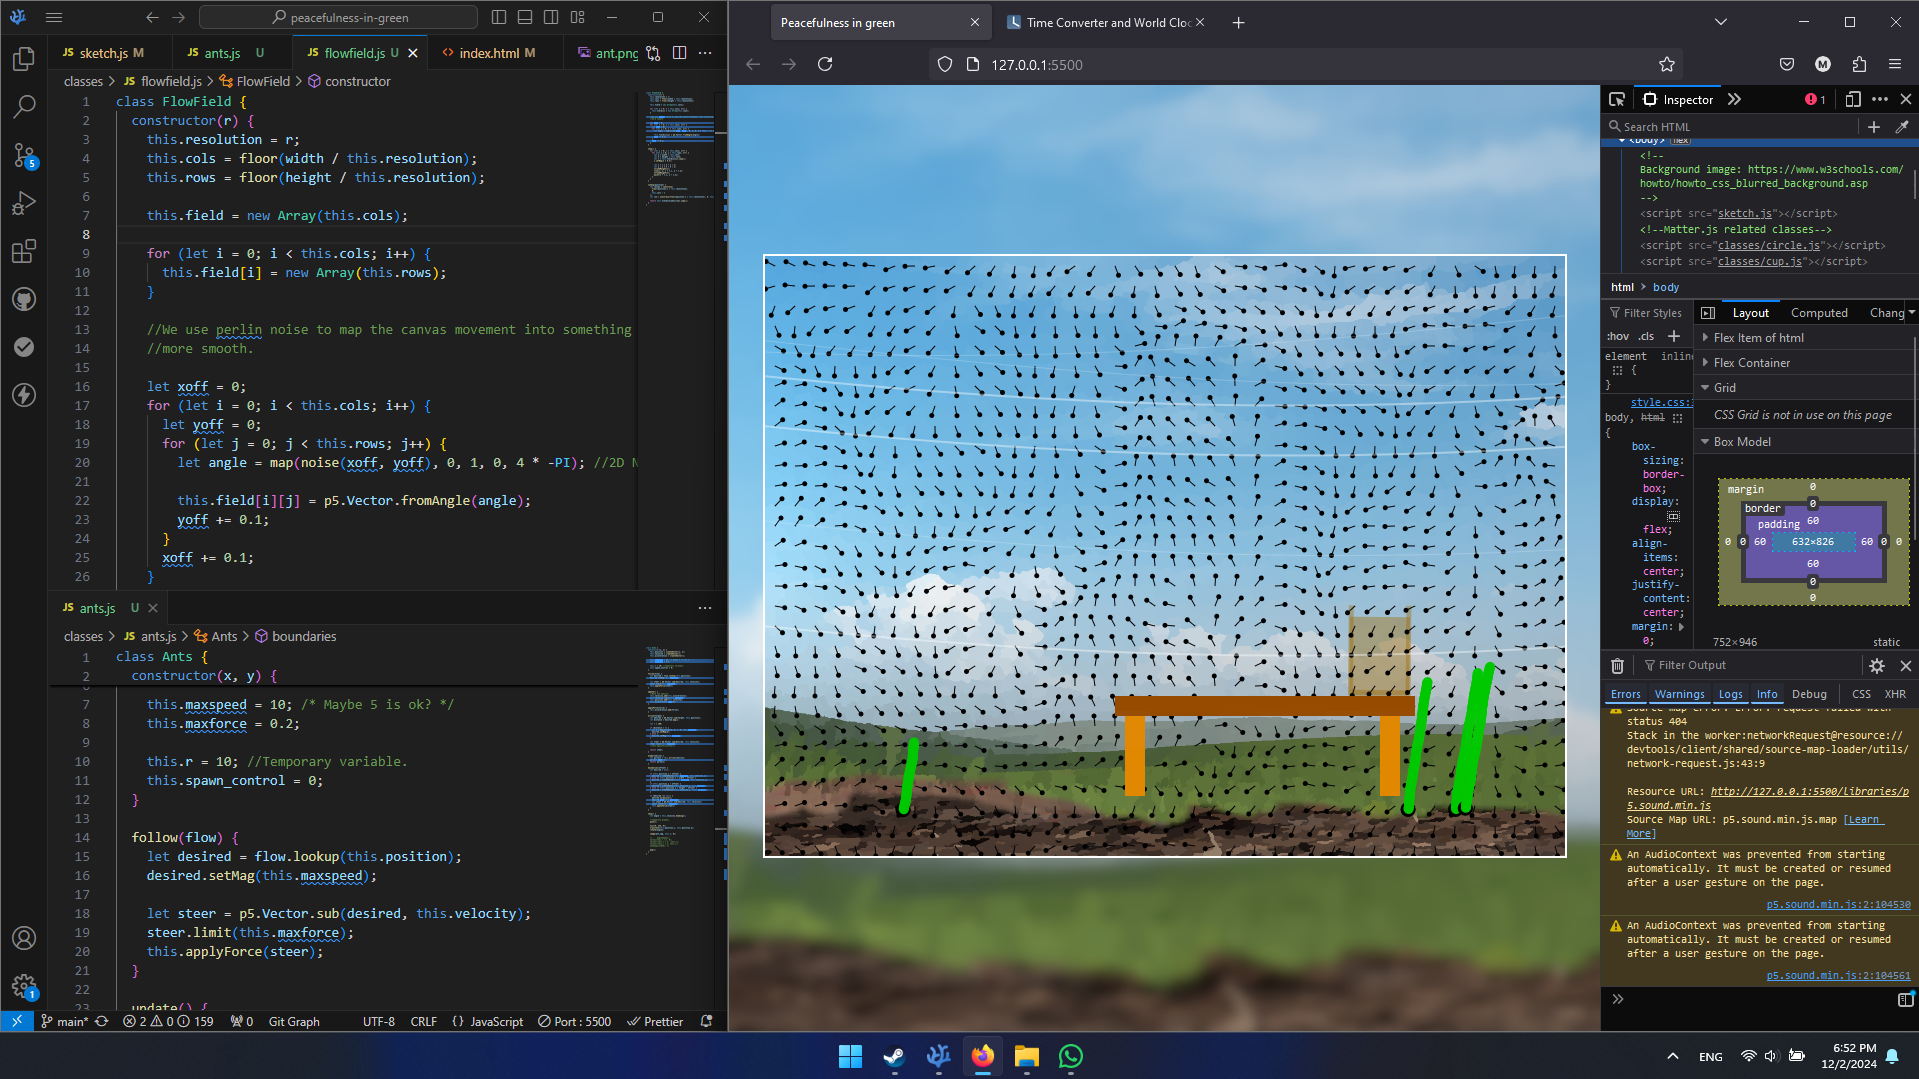 peacefulness-in-green
sketch.js M
ants.js U
flowfield.js U
index.html M
ant.png
classes > flowfield.js > FlowField > constructor
1 class FlowField {
2 constructor(r) {
3 this.resolution = r;
4 this.cols = floor(width / this.resolution);
5 this.rows = floor(height / this.resolution);
6
7 this.field = new Array(this.cols);
8
9 for (let i = 0; i < this.cols; i++) {
10 this.field[i] = new Array(this.rows);
11 }
12
13 //We use perlin noise to map the canvas movement into something
14 //more smooth.
15
16 let xoff = 0;
17 for (let i = 0; i < this.cols; i++) {
18 let yoff = 0;
19 for (let j = 0; j < this.rows; j++) {
20 let angle = map(noise(xoff, yoff), 0, 1, 0, 4 * -PI); //2D N
21
22 this.field[i][j] = p5.Vector.fromAngle(angle);
23 yoff += 0.1;
24 }
25 xoff += 0.1;
26 }
ants.js U
classes > ants.js > Ants > boundaries
1 class Ants {
2 constructor(x, y) {
7 this.maxspeed = 10; /* Maybe 5 is ok? */
8 this.maxforce = 0.2;
9
10 this.r = 10; //Temporary variable.
11 this.spawn_control = 0;
12 }
13
14 follow(flow) {
15 let desired = flow.lookup(this.position);
16 desired.setMag(this.maxspeed);
17
18 let steer = p5.Vector.sub(desired, this.velocity);
19 steer.limit(this.maxforce);
20 this.applyForce(steer);
21 }
22
23 update() {
5
1
main* 2 0 159 0 Git Graph UTF-8 CRLF {} JavaScript Port : 5500 Prettier
Peacefulness in green
Time Converter and World Cloc
127.0.0.1:5500
M
Inspector
1
Search HTML
<body> flex
<!--
Background image: https://www.w3schools.com/
howto/howto_css_blurred_background.asp
-->
<script src="sketch.js"></script>
<!--Matter.js related classes-->
<script src="classes/circle.js"></script>
<script src="classes/cup.js"></script>
html > body
Filter Styles
:hov .cls +
element inline
{
}
style.css:
body, html
{
box-
sizing:
border-
box;
display:
flex;
align-
items:
center;
justify-
content:
center;
margin:
0;
Layout Computed Chang
Flex Item of html
Flex Container
Grid
CSS Grid is not in use on this page
Box Model
margin 0
border 0
padding 60
0 0 60 632×826 60 0 0
60
0
0
752×946 static
Filter Output
Errors Warnings Logs Info Debug CSS XHR
Source map error: Error: request failed with
status 404
Stack in the worker:networkRequest@resource://
devtools/client/shared/source-map-loader/utils/
network-request.js:43:9
Resource URL: http://127.0.0.1:5500/libraries/p
5.sound.min.js
Source Map URL: p5.sound.min.js.map [Learn
More]
An AudioContext was prevented from starting
automatically. It must be created or resumed
after a user gesture on the page.
p5.sound.min.js:2:104530
An AudioContext was prevented from starting
automatically. It must be created or resumed
after a user gesture on the page.
p5.sound.min.js:2:104561
ENG
6:52 PM
12/2/2024